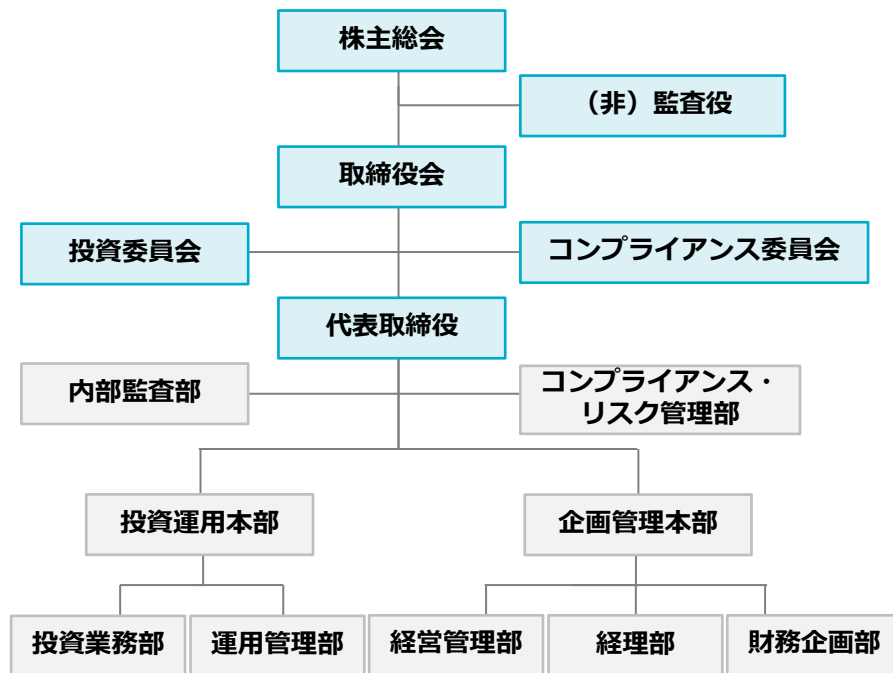 株主総会
（非）監査役
取締役会
投資委員会
コンプライアンス委員会
代表取締役
内部監査部
コンプライアンス・
リスク管理部
投資運用本部
企画管理本部
投資業務部
運用管理部
経営管理部
経理部
財務企画部